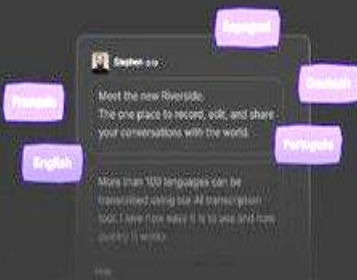 Español
Stephen
Deutsch
Français
Meet the new Riverside.
The one place to record, edit, and share
your conversations with the world.
Português
English
More than 100 languages can be
transcribed using our AI transcription
tool. I love how easy it is to use and how
quickly it works.